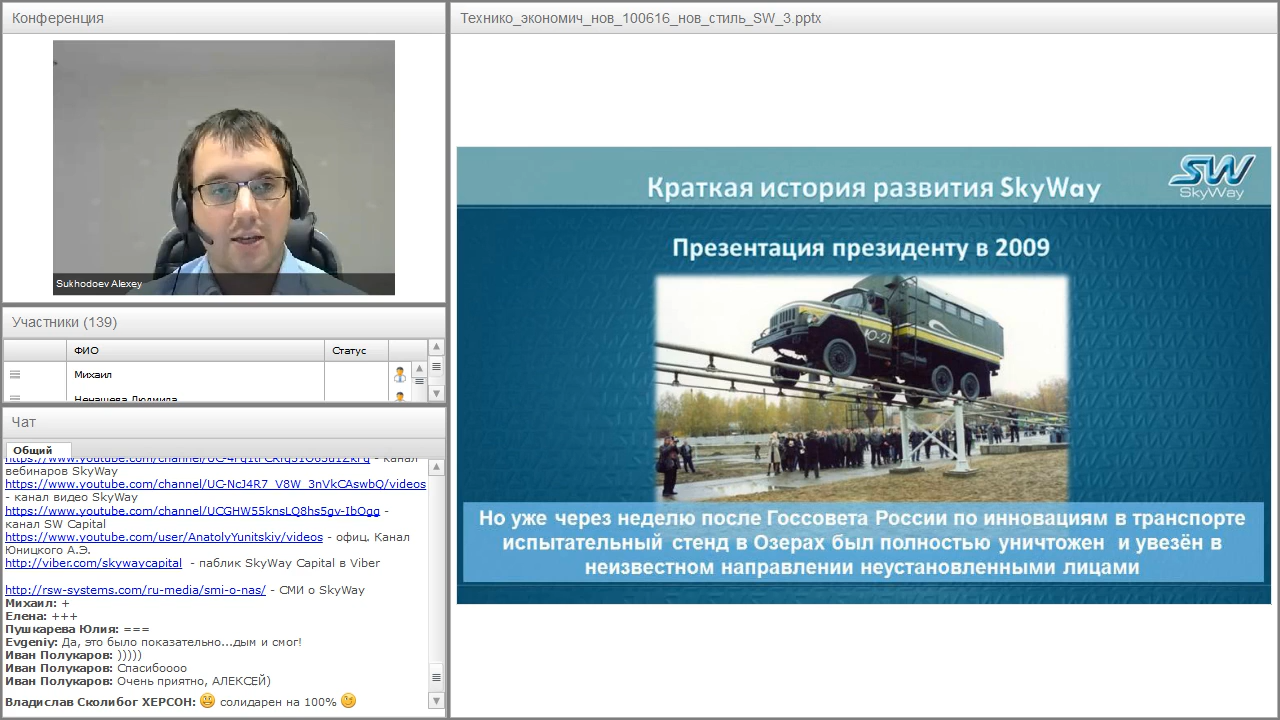 Конференция
Sukhodoev Alexey
Участники (139)
ФИО
Статус
Михаил
Ненашева Людмила
Чат
Общий
- канал
вебинаров SkyWay
https://www.youtube.com/channel/UC-NcJ4R7_V8W_3nVkCAswbQ/videos
- канал видео SkyWay
https://www.youtube.com/channel/UCGHW55knsLQ8hs5gv-IbOgg -
канал SW Capital
https://www.youtube.com/user/AnatolyYunitskiy/videos - офиц. Канал
Юницкого А.Э.
http://viber.com/skywaycapital - паблик SkyWay Capital в Viber
http://rsw-systems.com/ru-media/smi-o-nas/ - СМИ о SkyWay
Михаил: +
Елена: +++
Пушкарева Юлия: ===
Evgeniy: Да, это было показательно...дым и смог!
Иван Полукаров: )))))
Иван Полукаров: Спасибоооо
Иван Полукаров: Очень приятно, АЛЕКСЕЙ)
Владислав Сколибог ХЕРСОН: солидарен на 100%
Технико_экономич_нов_100616_нов_стиль_SW_3.pptx
Краткая история развития SkyWay
SW
SkyWay
Презентация президенту в 2009
Ю-21
Но уже через неделю после Госсовета России по инновациям в транспорте
испытательный стенд в Озерах был полностью уничтожен и увезён в
неизвестном направлении неустановленными лицами